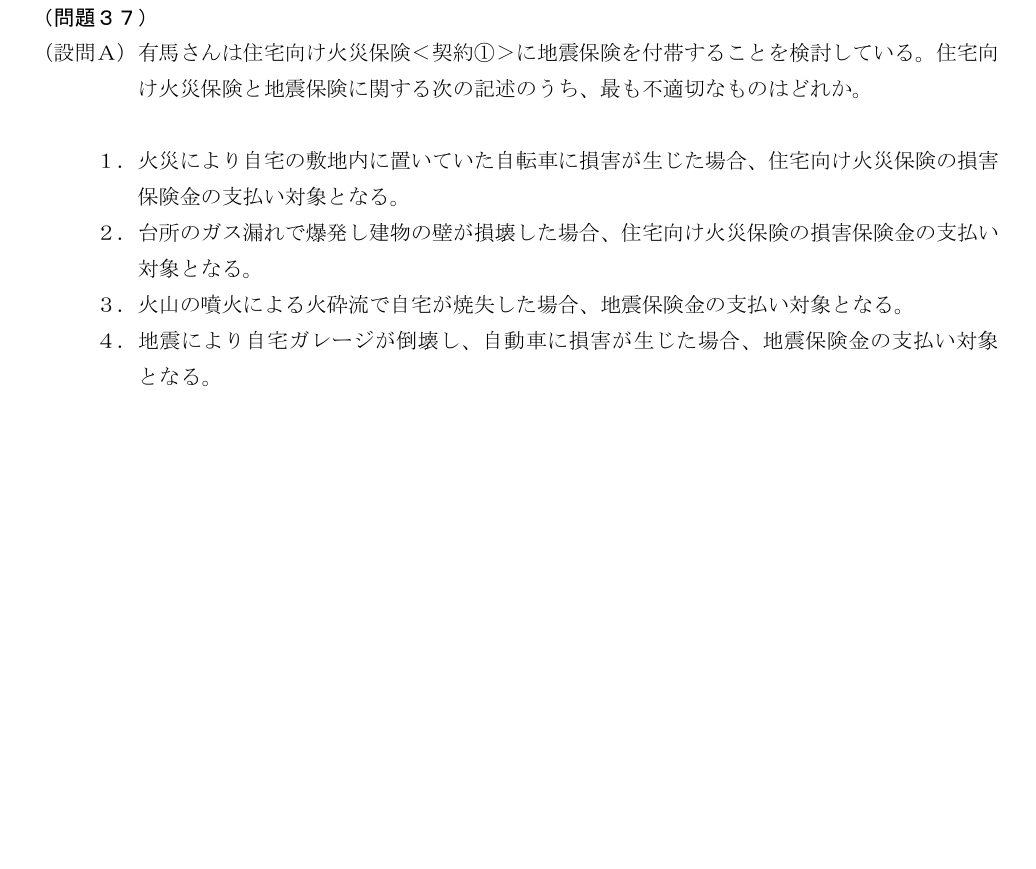 （問題３７）
（設問Ａ）有馬さんは住宅向け火災保険＜契約①＞に地震保険を付帯することを検討している。住宅向
け火災保険と地震保険に関する次の記述のうち、最も不適切なものはどれか。
１．火災により自宅の敷地内に置いていた自転車に損害が生じた場合、住宅向け火災保険の損害
保険金の支払い対象となる。
２．台所のガス漏れで爆発し建物の壁が損壊した場合、住宅向け火災保険の損害保険金の支払い
対象となる。
３．火山の噴火による火砕流で自宅が焼失した場合、地震保険金の支払い対象となる。
４．地震により自宅ガレージが倒壊し、自動車に損害が生じた場合、地震保険金の支払い対象
となる。